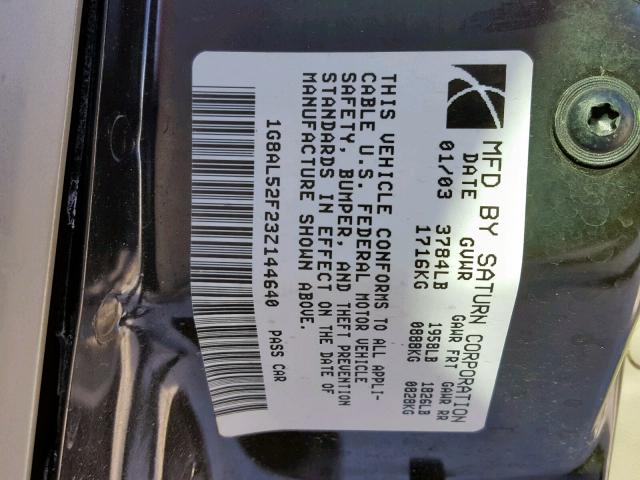 MFD BY SATURN CORPORATION
DATE GVWR GAWR FRT GAWR RR
01/03 3784LB 1958LB 1826LB
1716KG 0888KG 0828KG
THIS VEHICLE CONFORMS TO ALL APPLI-
CABLE U.S. FEDERAL MOTOR VEHICLE
SAFETY, BUMPER, AND THEFT PREVENTION
STANDARDS IN EFFECT ON THE DATE OF
MANUFACTURE SHOWN ABOVE.
1G8AL52F23Z144640 PASS CAR